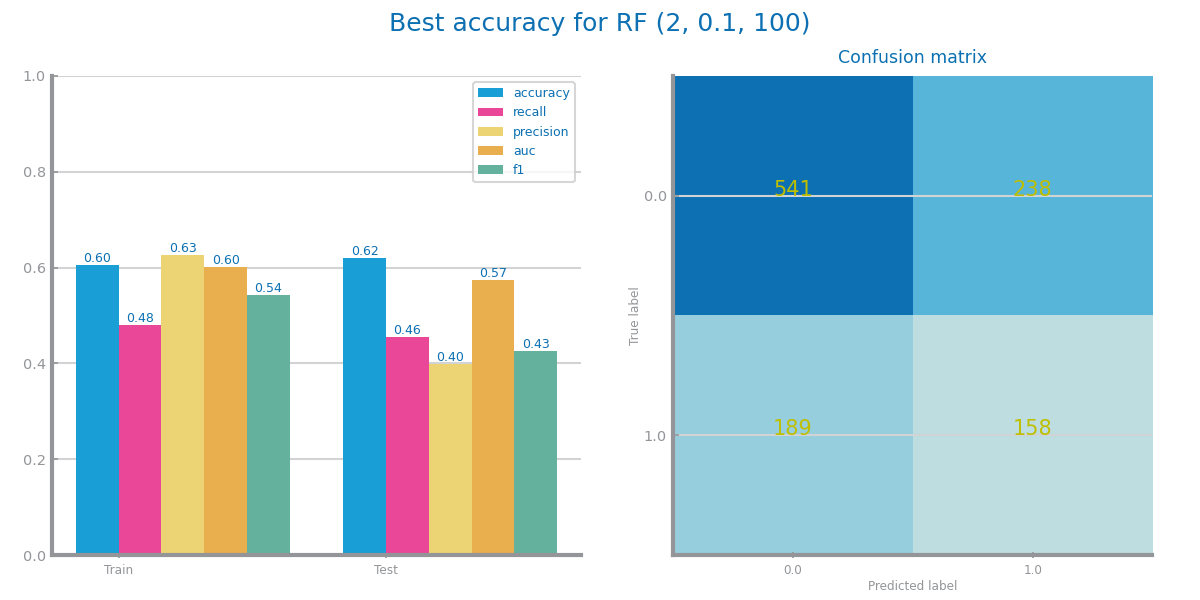 Best accuracy for RF (2, 0.1, 100)
1.0
0.8
0.6
0.4
0.2
0.0
accuracy
recall
precision
auc
f1
0.60
0.48
0.63
0.60
0.54
0.62
0.46
0.40
0.57
0.43
Train
Test
Confusion matrix
True label
0.0
1.0
541
238
189
158
0.0
1.0
Predicted label